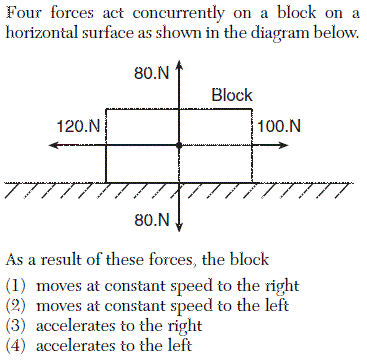 Four forces act concurrently on a block on a
horizontal surface as shown in the diagram below.
80.N
Block
120.N
100.N
80.N
As a result of these forces, the block
(1) moves at constant speed to the right
(2) moves at constant speed to the left
(3) accelerates to the right
(4) accelerates to the left